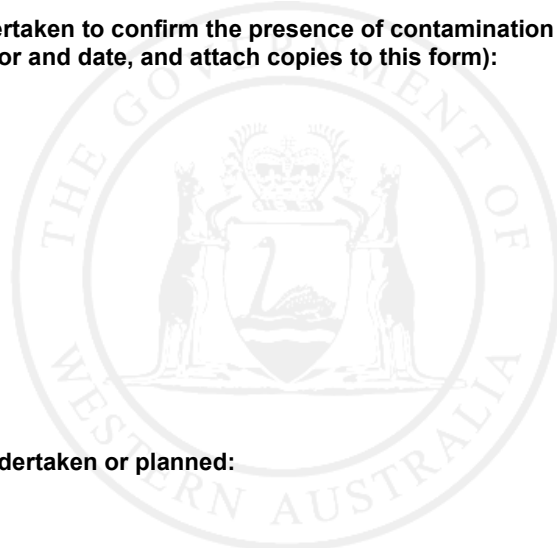 ertaken to confirm the presence of contamination
or and date, and attach copies to this form):
THE GOVERNMENT OF
WESTERN AUSTRALIA
dertaken or planned: